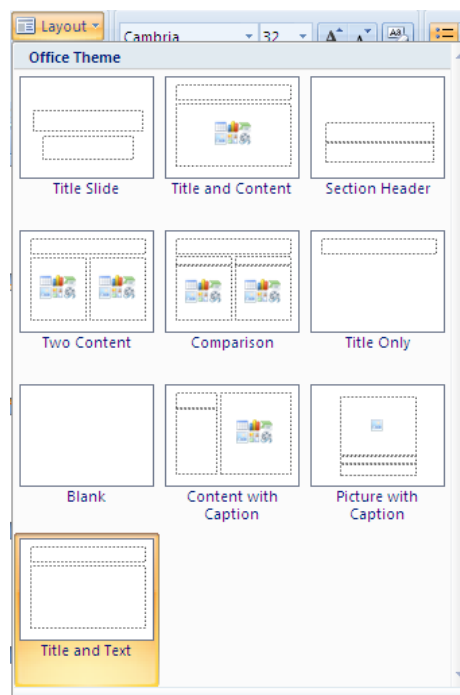 Layout
Cambria 32
Office Theme
Title Slide
Title and Content
Section Header
Two Content
Comparison
Title Only
Blank
Content with
Caption
Picture with
Caption
Title and Text